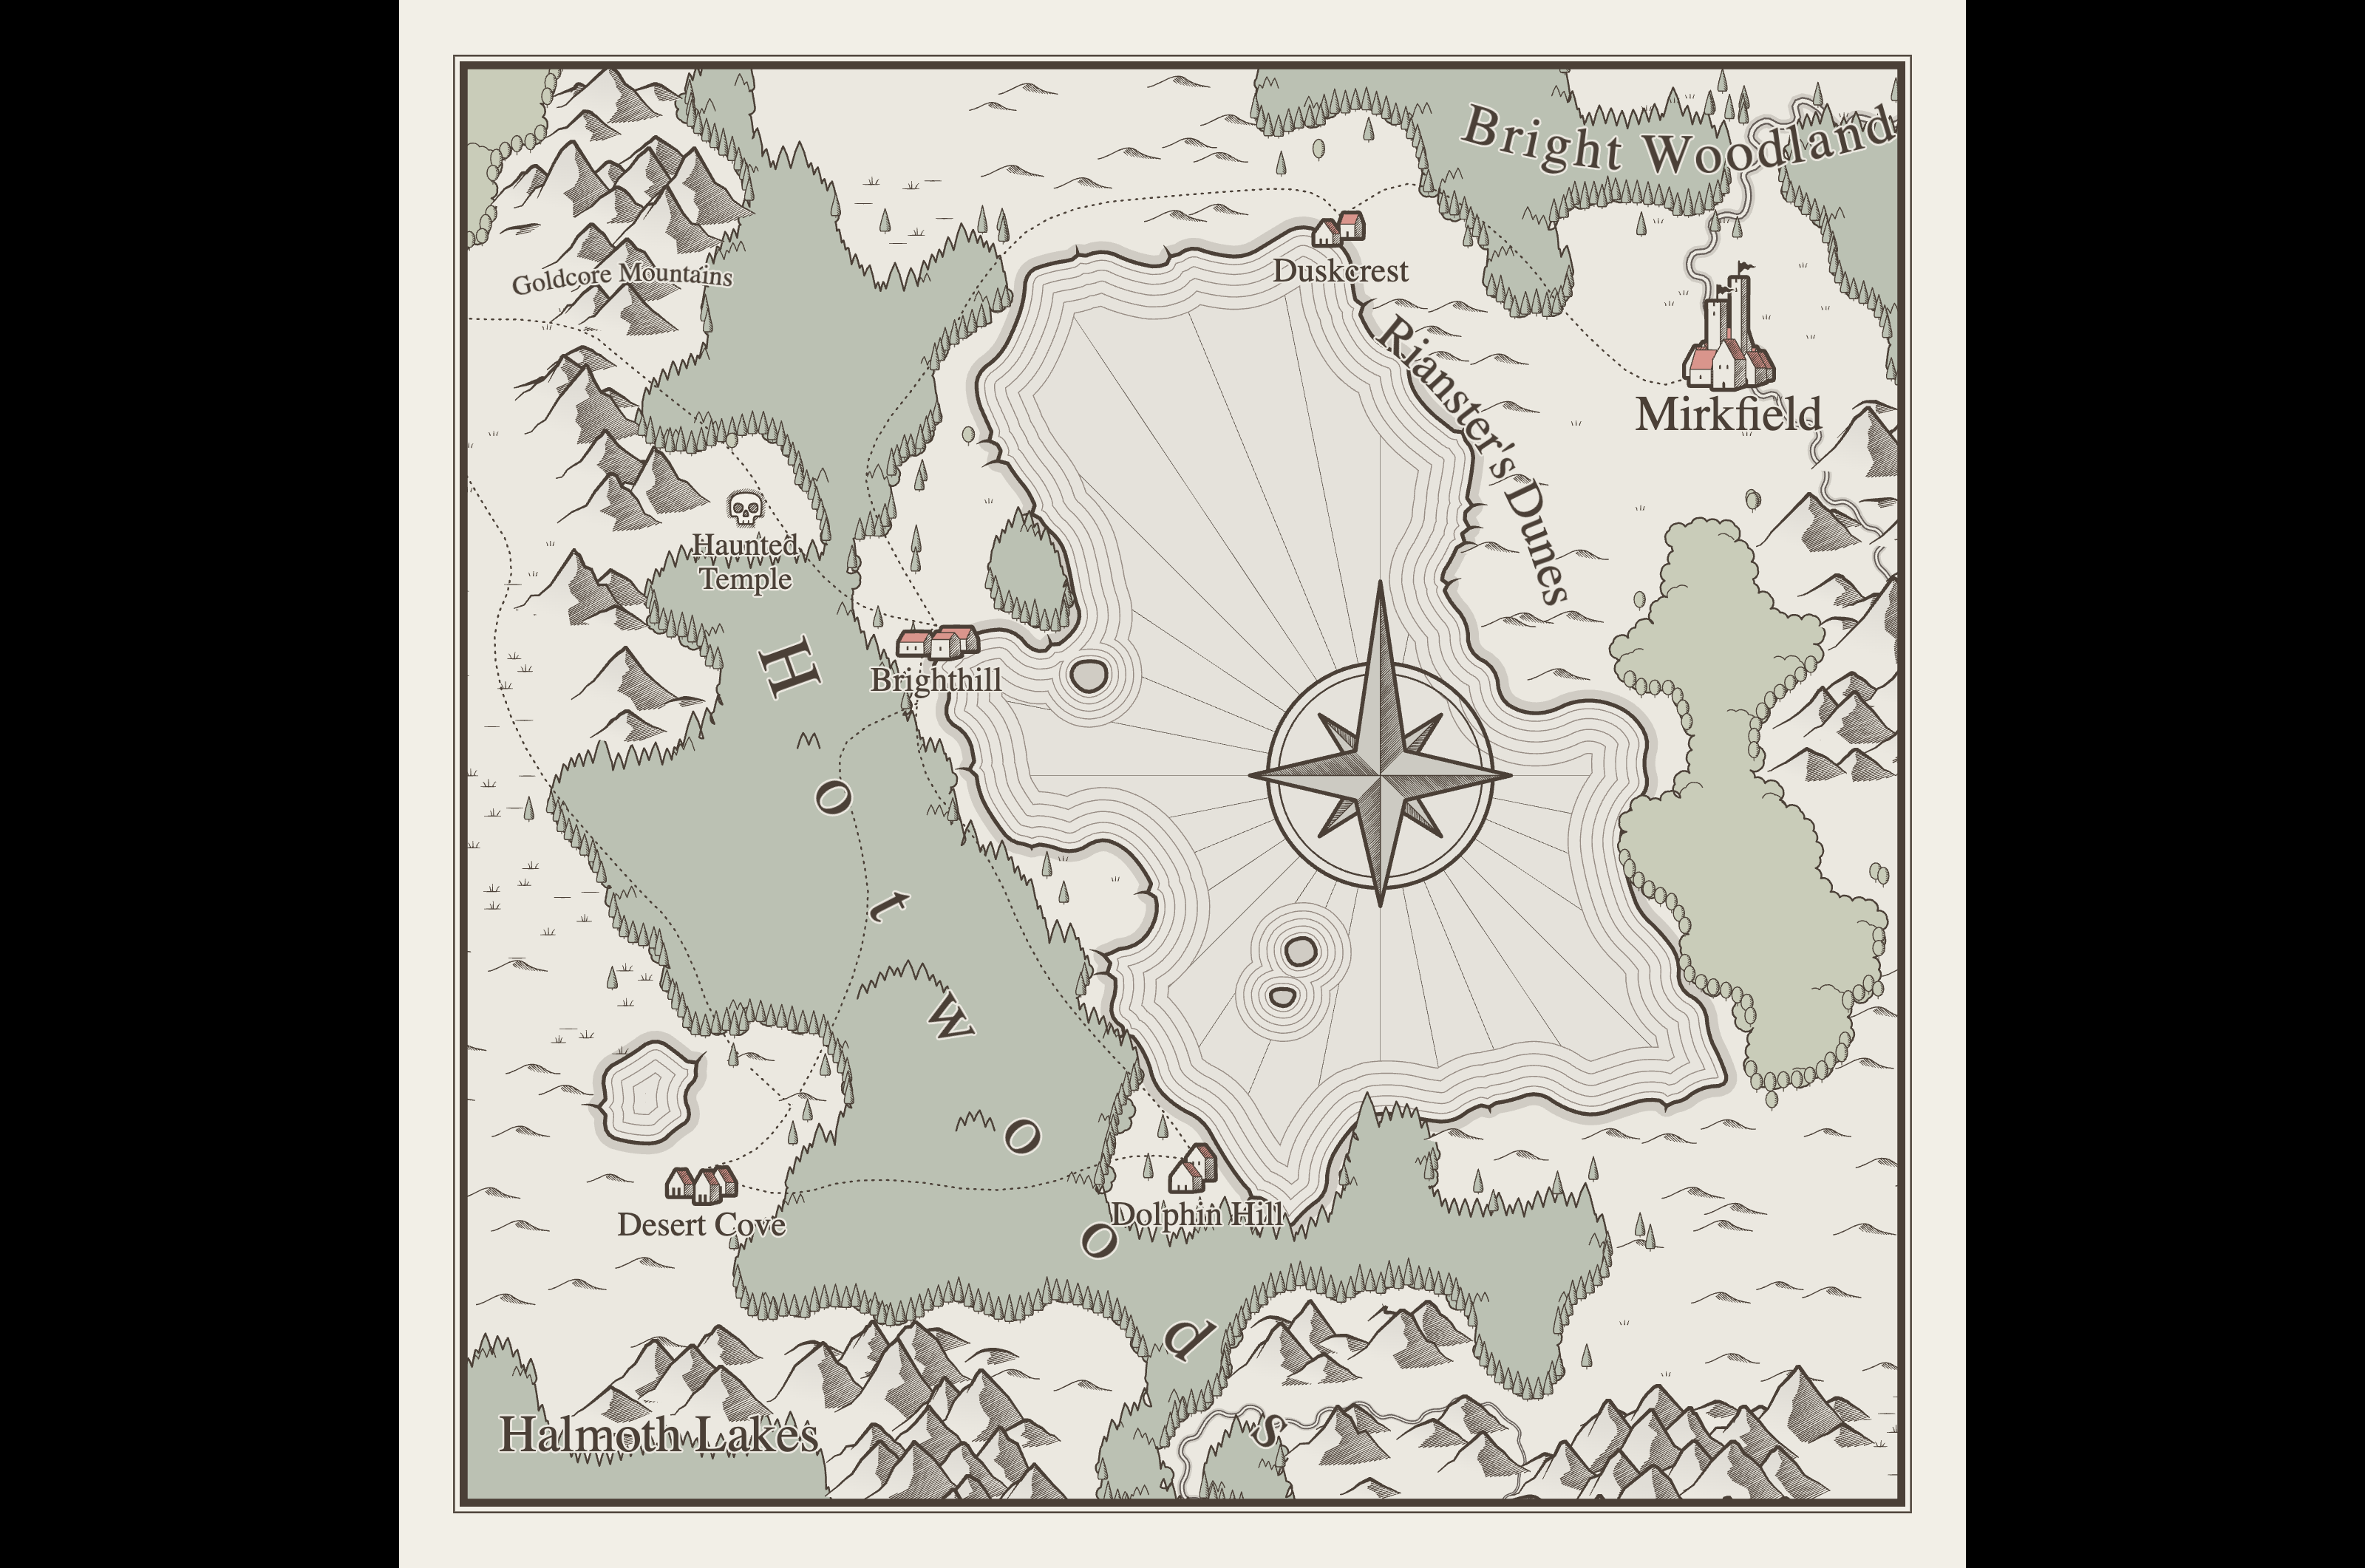 Bright Woodland
Goldcore Mountains
Duskcrest
Rianster's Dunes
Mirkfield
Haunted
Temple
Brighthill
Hotwoods
Desert Cove
Dolphin Hill
Halmoth Lakes